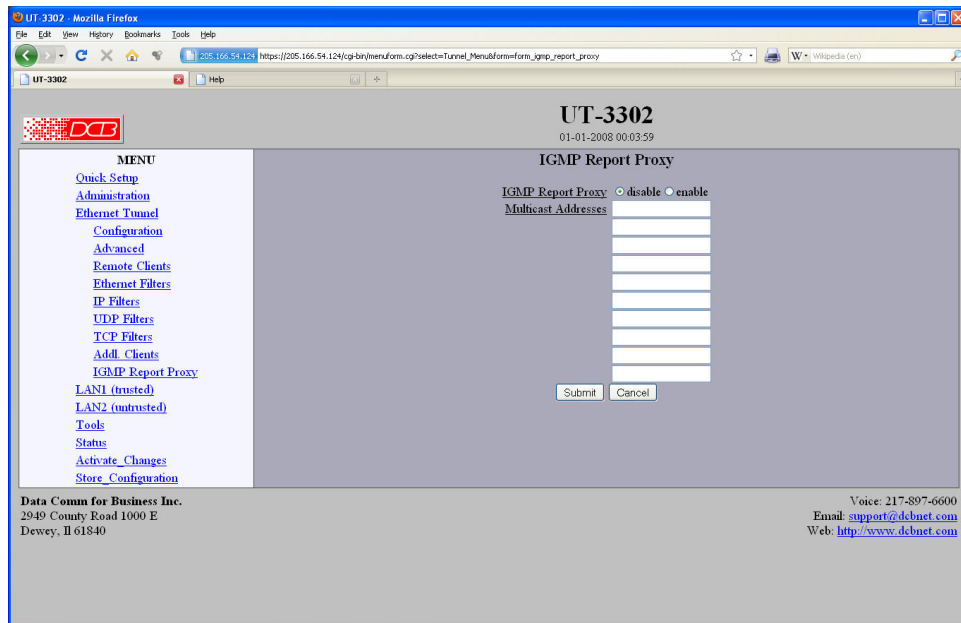 UT-3302 - Mozilla Firefox
File Edit View History Bookmarks Tools Help
205.166.54.124 https://205.166.54.124/cgi-bin/menuform.cgi?select=Tunnel_Menu&form=form_igmp_report_proxy
W Wikipedia (en)
UT-3302 Help
DCB
UT-3302
01-01-2008 00:03:59
MENU
Quick Setup
Administration
Ethernet Tunnel
Configuration
Advanced
Remote Clients
Ethernet Filters
IP Filters
UDP Filters
TCP Filters
Addl. Clients
IGMP Report Proxy
LAN1 (trusted)
LAN2 (untrusted)
Tools
Status
Activate_Changes
Store_Configuration
IGMP Report Proxy
IGMP Report Proxy disable enable
Multicast Addresses
Submit Cancel
Data Comm for Business Inc.
2949 County Road 1000 E
Dewey, Il 61840
Voice: 217-897-6600
Email: support@dcbnet.com
Web: http://www.dcbnet.com